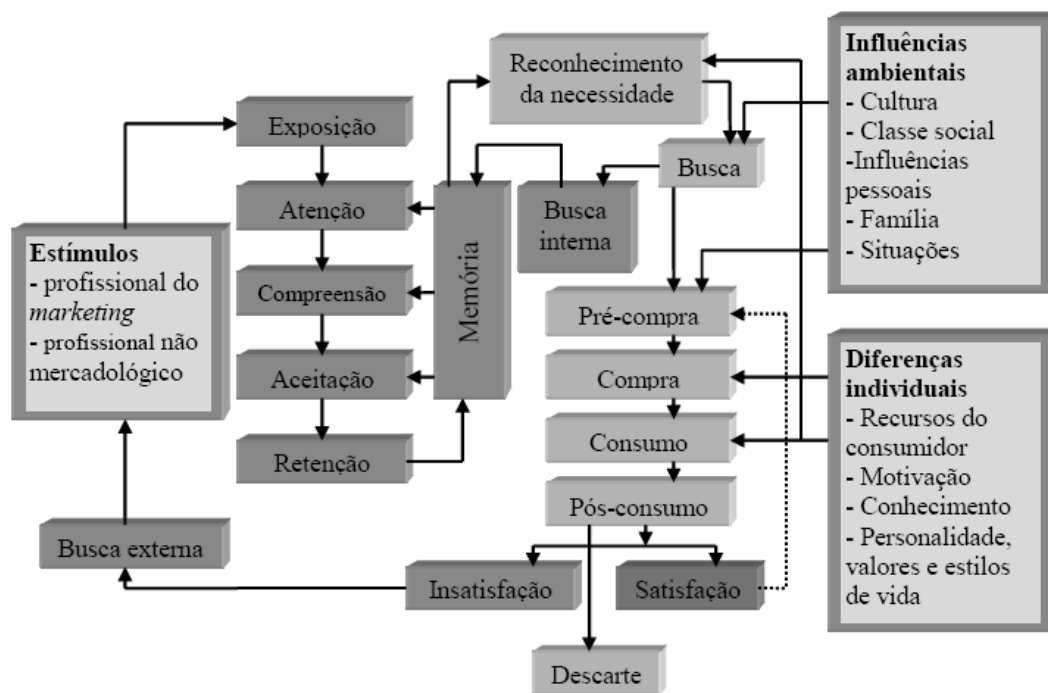 Estímulos
- profissional do
marketing
- profissional não
mercadológico
Exposição
Atenção
Compreensão
Aceitação
Retenção
Memória
Reconhecimento
da necessidade
Busca
Busca
interna
Pré-compra
Compra
Consumo
Pós-consumo
Busca externa
Insatisfação
Satisfação
Descarte
Influências
ambientais
- Cultura
- Classe social
-Influências
pessoais
- Família
- Situações
Diferenças
individuais
- Recursos do
consumidor
- Motivação
- Conhecimento
- Personalidade,
valores e estilos
de vida